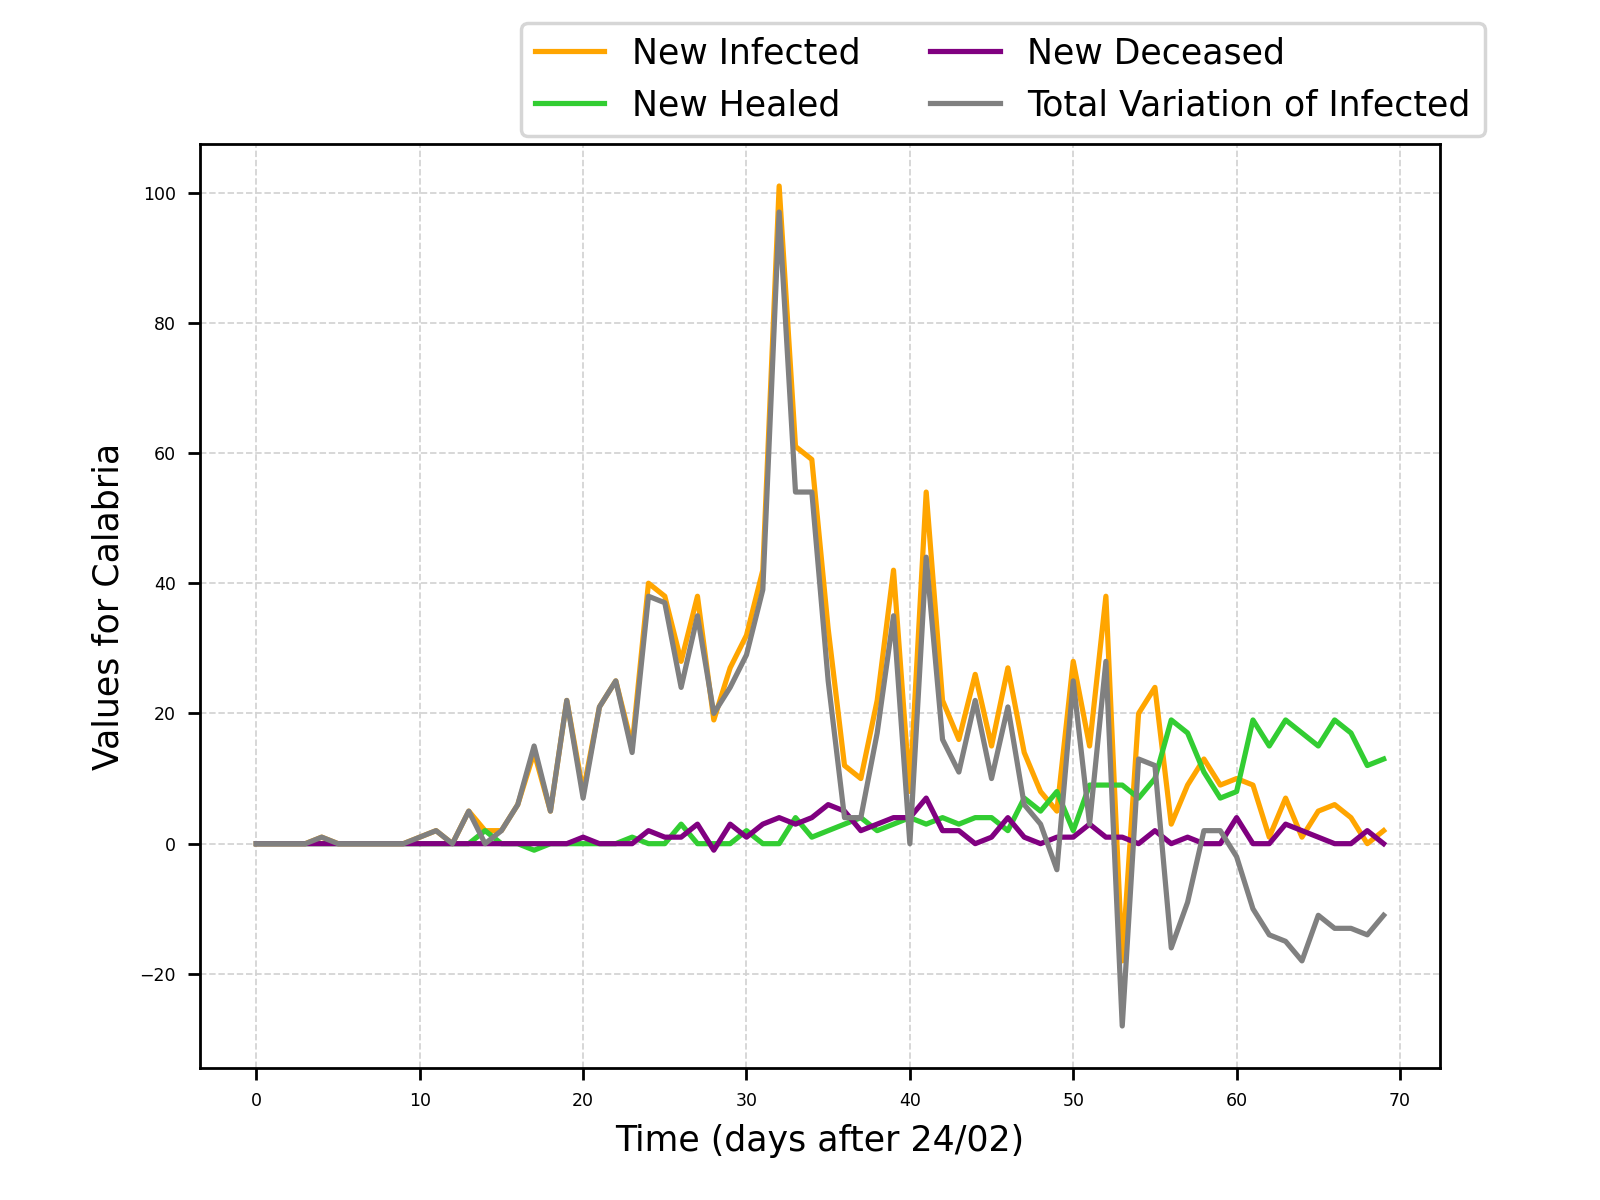 New Infected
New Healed
New Deceased
Total Variation of Infected
100
80
60
40
20
0
−20
Values for Calabria
0 10 20 30 40 50 60 70
Time (days after 24/02)